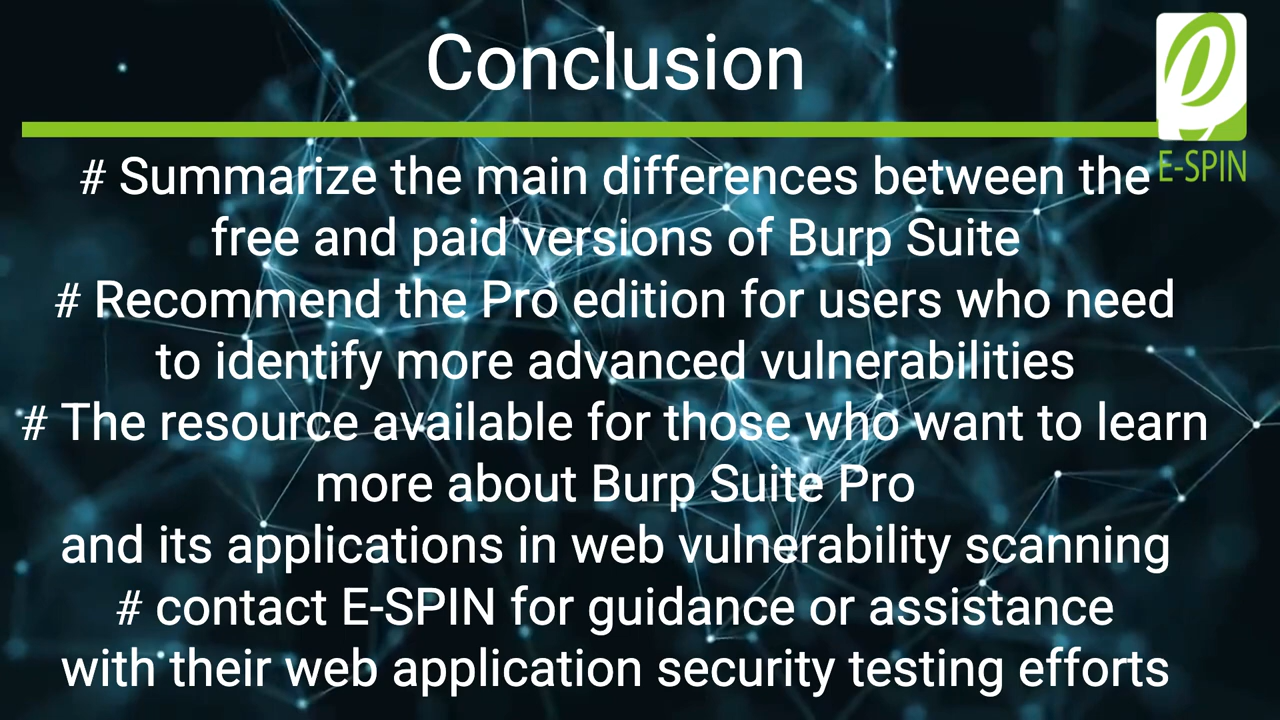 Conclusion
# Summarize the main differences between the
free and paid versions of Burp Suite
# Recommend the Pro edition for users who need
to identify more advanced vulnerabilities
# The resource available for those who want to learn
more about Burp Suite Pro
and its applications in web vulnerability scanning
# contact E-SPIN for guidance or assistance
with their web application security testing efforts
E-SPIN